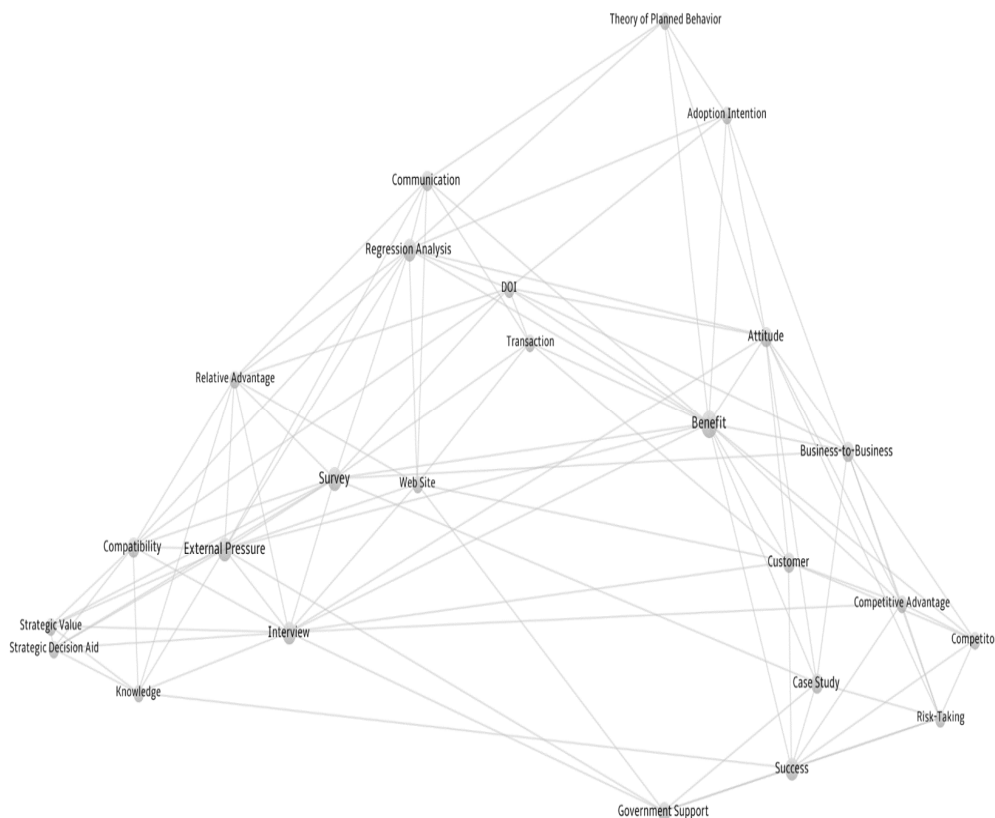 Theory of Planned Behavior
Adoption Intention
Communication
Regression Analysis
DOI
Transaction
Attitude
Relative Advantage
Benefit
Business-to-Business
Survey
Web Site
Compatibility
External Pressure
Customer
Competitive Advantage
Strategic Value
Interview
Competito
Strategic Decision Aid
Case Study
Knowledge
Risk-Taking
Success
Government Support